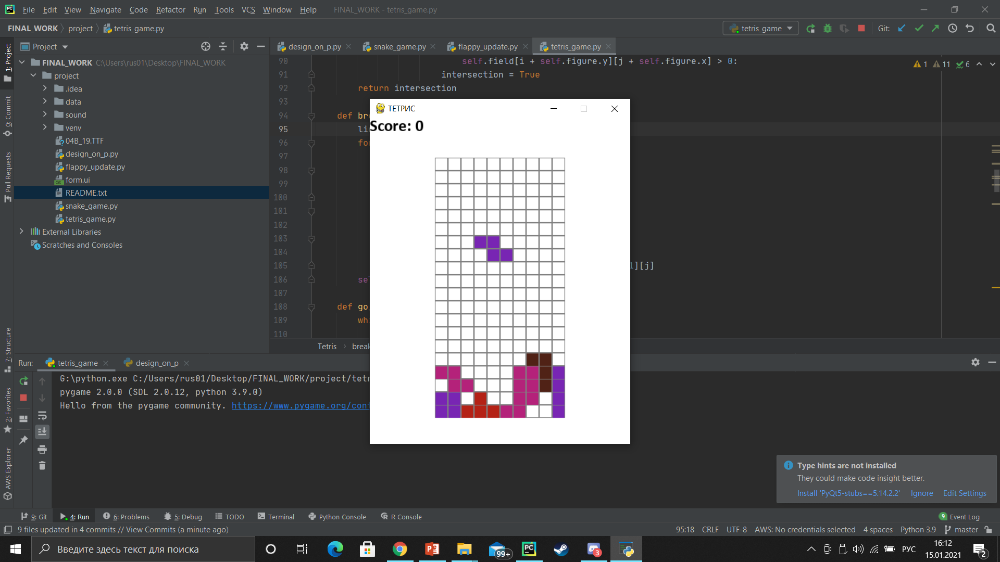 File Edit View Navigate Code Refactor Run Tools VCS Window Help FINAL_WORK - tetris_game.py
FINAL_WORK project tetris_game.py
tetris_game
Git:
Project
design_on_p.py
snake_game.py
flappy_update.py
tetris_game.py
1: Project
0: Commit
Pull Requests
7: Structure
2: Favorites
AWS Explorer
FINAL_WORK C:\Users\rus01\Desktop\FINAL_WORK
project
.idea
data
sound
venv
04B_19.TTF
design_on_p.py
flappy_update.py
form.ui
README.txt
snake_game.py
tetris_game.py
External Libraries
Scratches and Consoles
90 self.field[i + self.figure.y][j + self.figure.x] > 0:
91 intersection = True
92 return intersection
93
94 def br
95 li
96 fo
97
98
99
100
101
102
103
104
105 1][j]
106 se
107
108 def go_
109 wh
110
1 11 6
Tetris break
ТЕТРИС
Score: 0
Run: tetris_game design_on_p
G:\python.exe C:/Users/rus01/Desktop/FINAL_WORK/project/tetr
pygame 2.0.0 (SDL 2.0.12, python 3.9.0)
Hello from the pygame community. https://www.pygame.org/cont
Type hints are not installed
They could make code insight better.
Install 'PyQt5-stubs==5.14.2.2' Ignore Edit Settings
9: Git 4: Run 6: Problems 5: Debug TODO Terminal Python Console R Console 9 Event Log
9 files updated in 4 commits // View Commits (a minute ago) 95:18 CRLF UTF-8 AWS: No credentials selected 4 spaces Python 3.9 master
Введите здесь текст для поиска
99+
3
РУС
16:12
15.01.2021
2